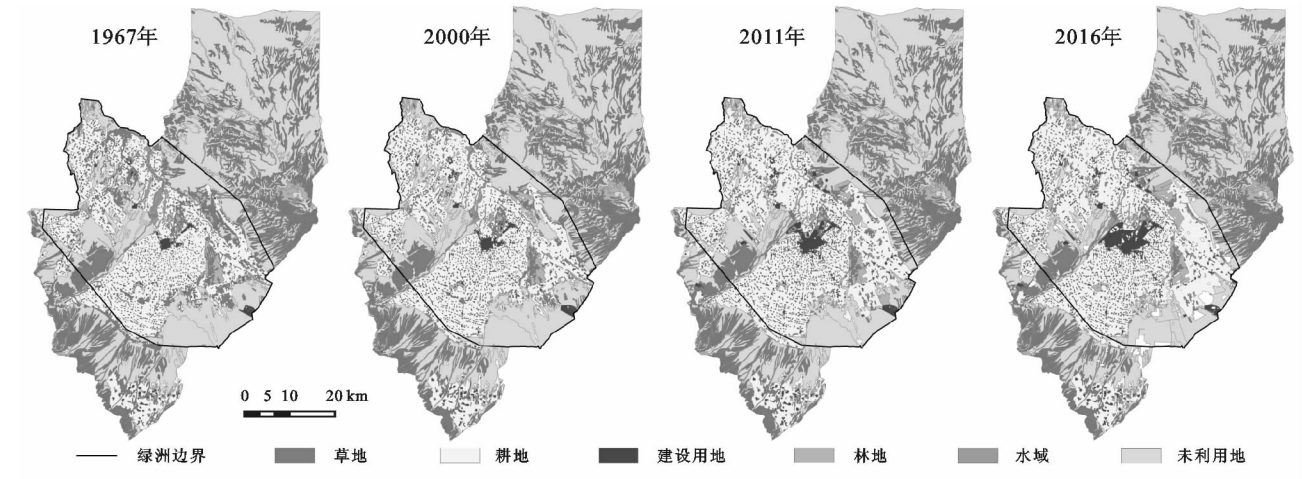 1967年 2000年 2011年 2016年
0 5 10 20 km
绿洲边界 草地 耕地 建设用地 林地 水域 未利用地